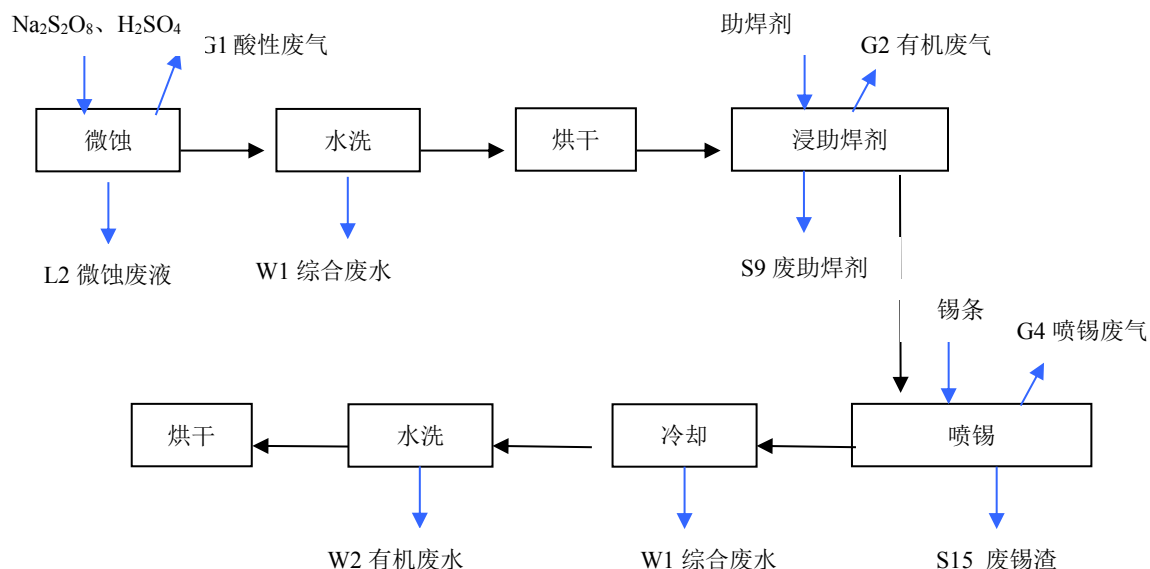 Na₂S₂O₈、H₂SO₄
G1 酸性废气
助焊剂
G2 有机废气
微蚀
水洗
烘干
浸助焊剂
L2 微蚀废液
W1 综合废水
S9 废助焊剂
锡条
G4 喷锡废气
烘干
水洗
冷却
喷锡
W2 有机废水
W1 综合废水
S15 废锡渣